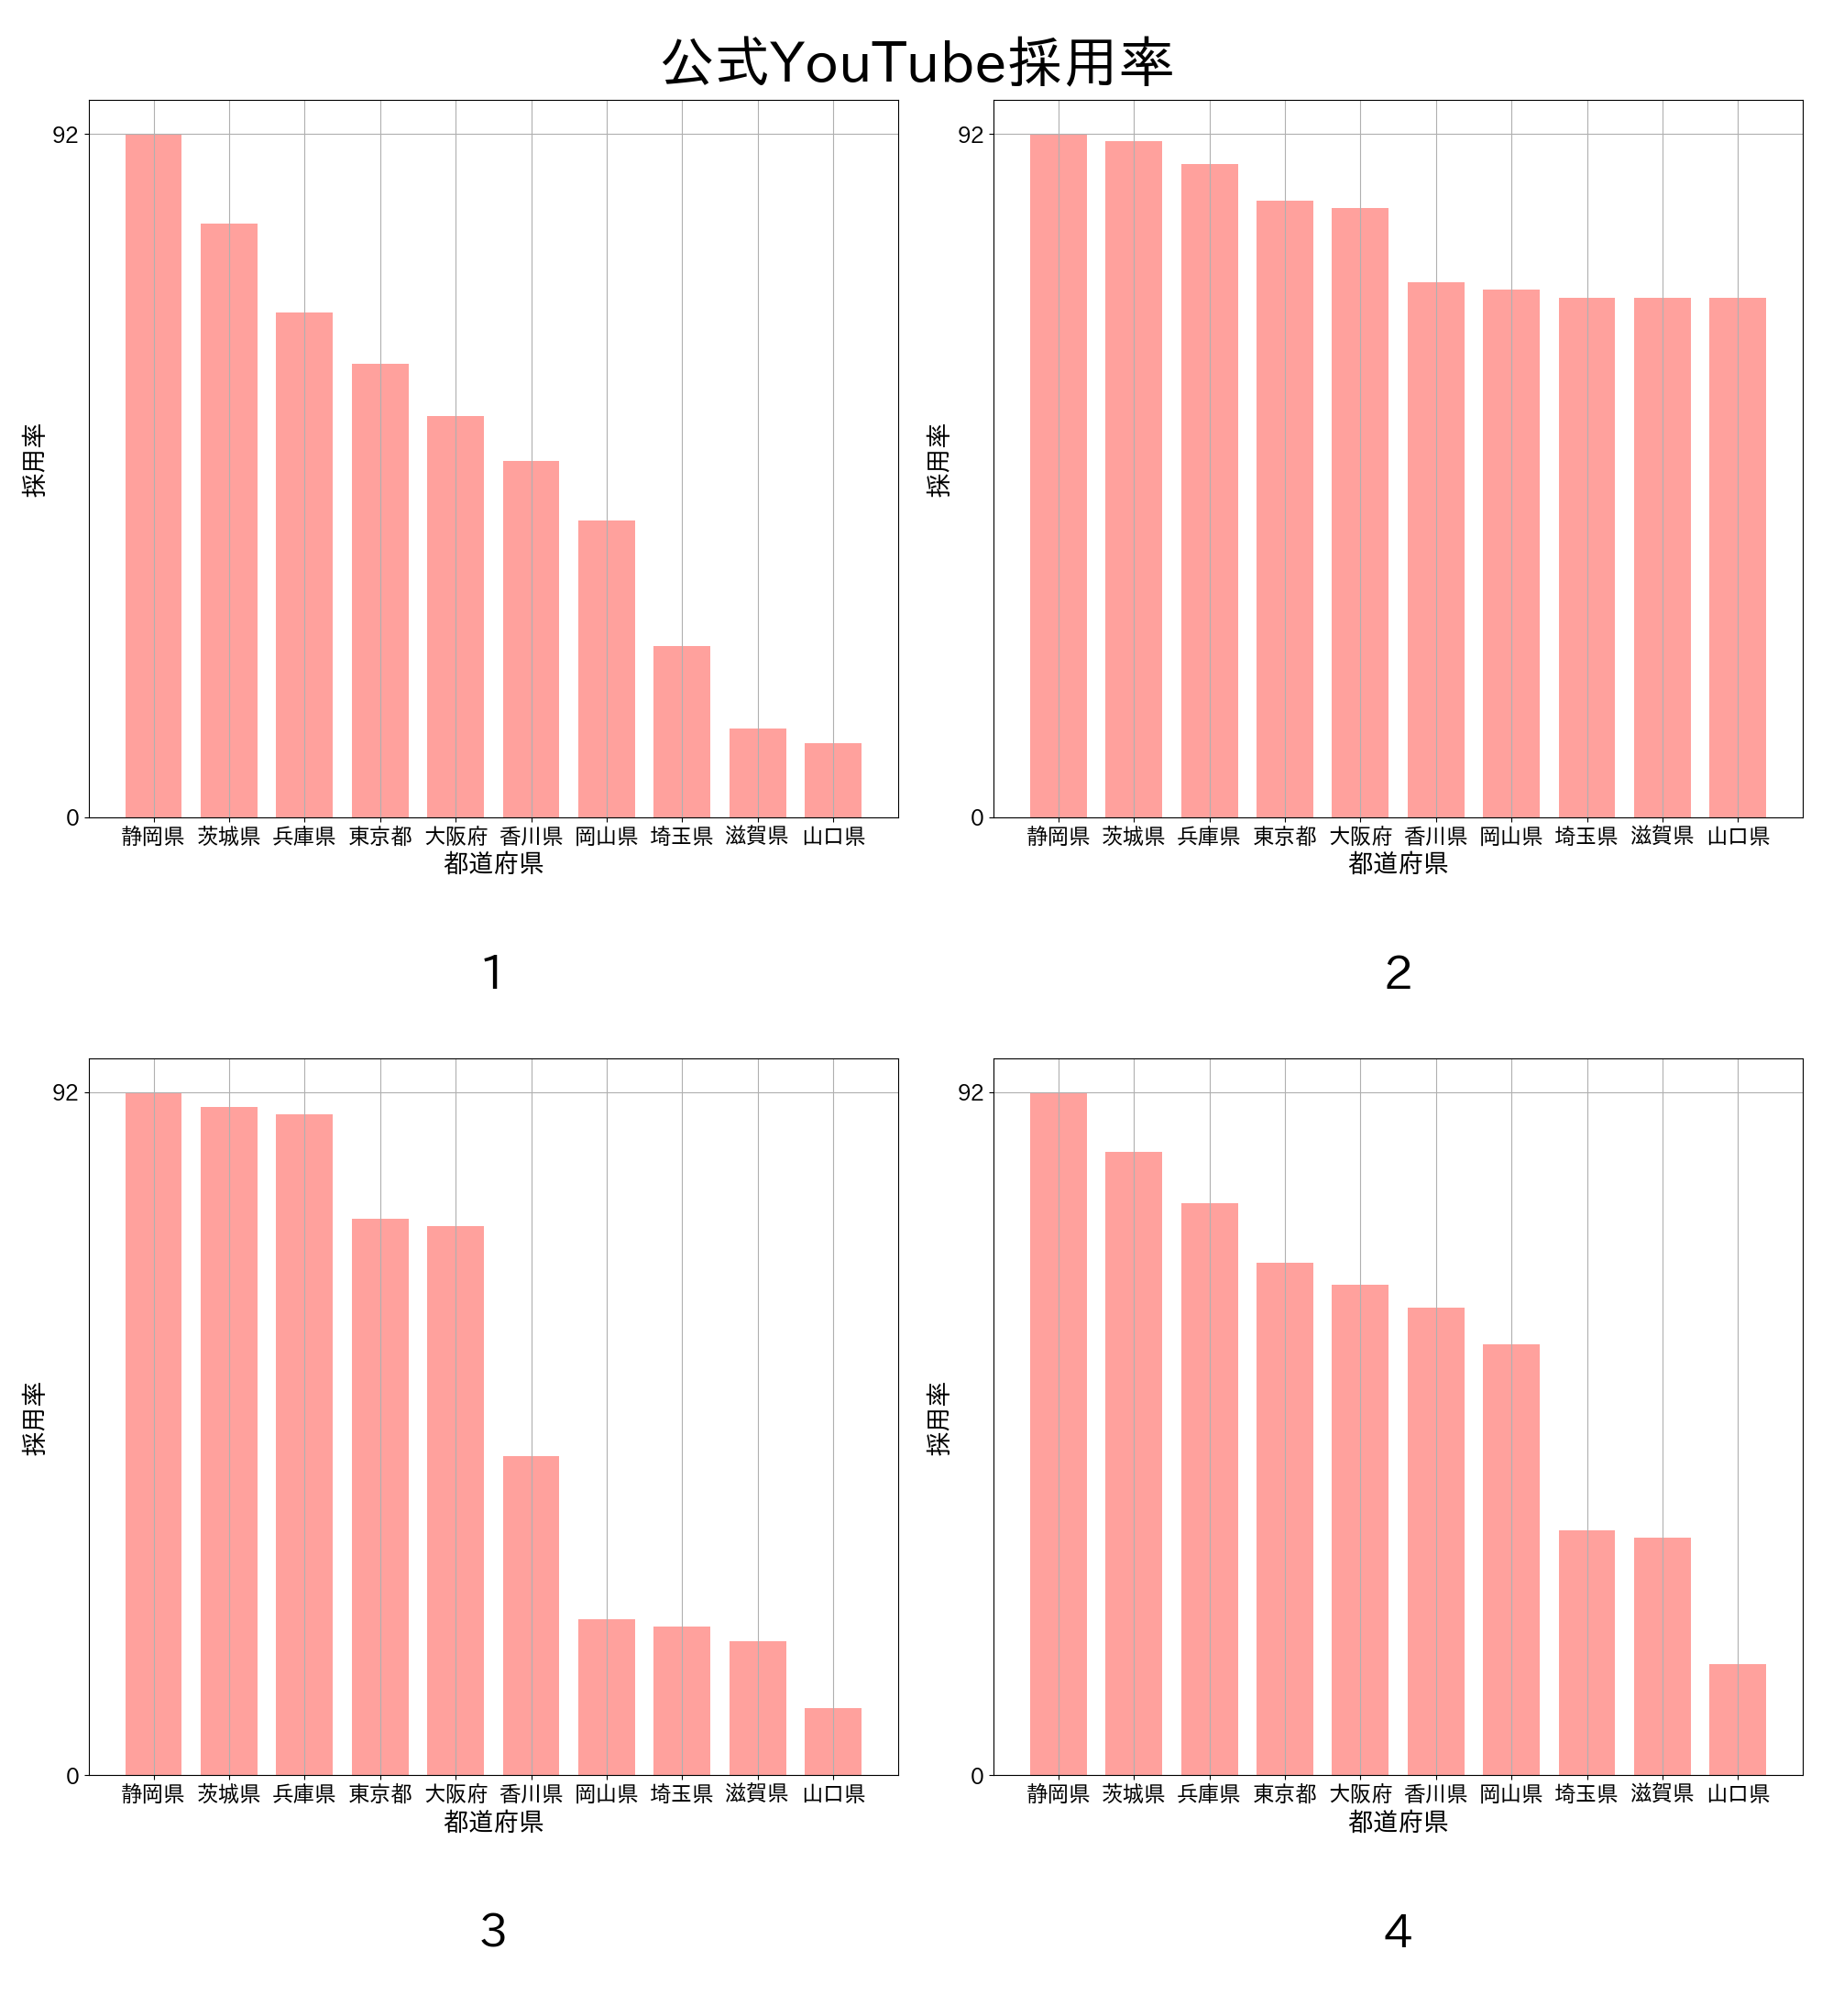 公式YouTube採用率
92
0
採用率
静岡県 茨城県 兵庫県 東京都 大阪府 香川県 岡山県 埼玉県 滋賀県 山口県
都道府県
1
92
0
採用率
静岡県 茨城県 兵庫県 東京都 大阪府 香川県 岡山県 埼玉県 滋賀県 山口県
都道府県
2
92
0
採用率
静岡県 茨城県 兵庫県 東京都 大阪府 香川県 岡山県 埼玉県 滋賀県 山口県
都道府県
3
92
0
採用率
静岡県 茨城県 兵庫県 東京都 大阪府 香川県 岡山県 埼玉県 滋賀県 山口県
都道府県
4